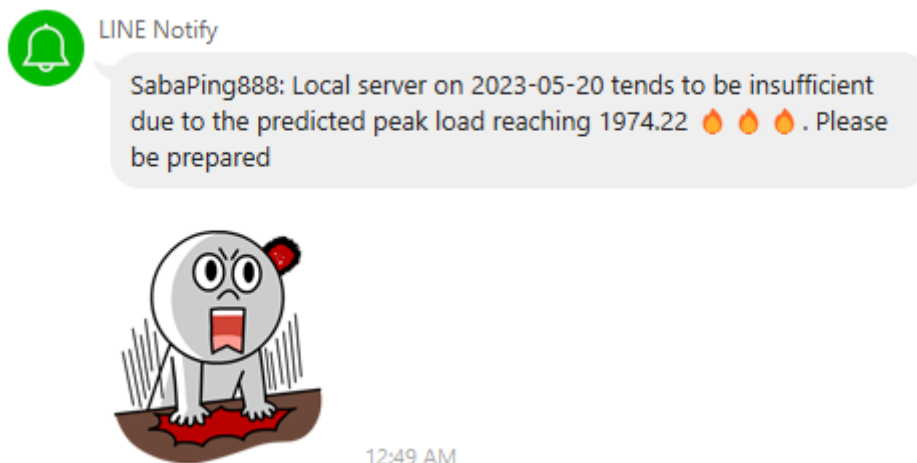 LINE Notify
SabaPing888: Local server on 2023-05-20 tends to be insufficient
due to the predicted peak load reaching 1974.22 🔥 🔥 🔥 . Please
be prepared
12:49 AM